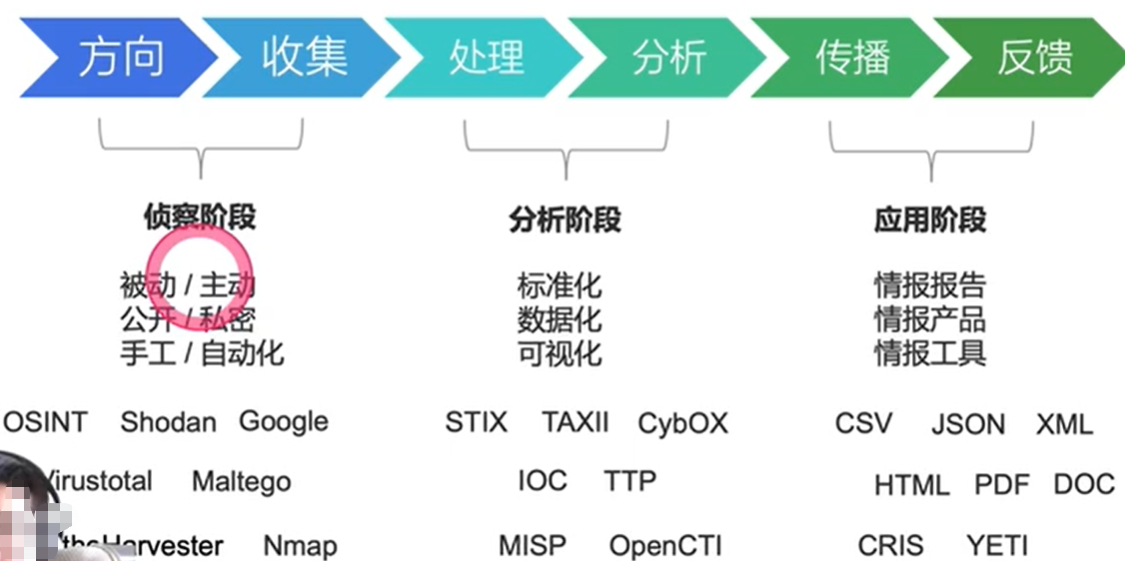 方向 收集 处理 分析 传播 反馈
侦察阶段 分析阶段 应用阶段
被动 / 主动 标准化 情报报告
公开 / 私密 数据化 情报产品
手工 / 自动化 可视化 情报工具
OSINT Shodan Google STIX TAXII CybOX CSV JSON XML
Virustotal Maltego IOC TTP HTML PDF DOC
theHarvester Nmap MISP OpenCTI CRIS YETI